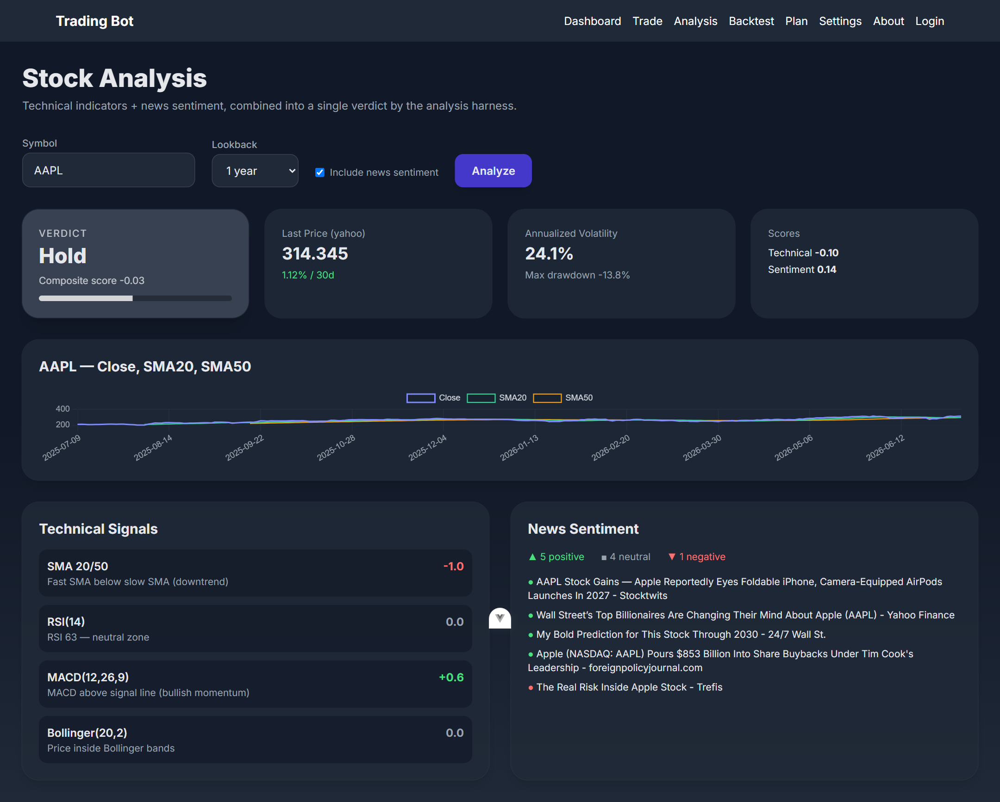 Trading Bot
Dashboard Trade Analysis Backtest Plan Settings About Login
Stock Analysis
Technical indicators + news sentiment, combined into a single verdict by the analysis harness.
Symbol
AAPL
Lookback
1 year
Include news sentiment
Analyze
VERDICT
Hold
Composite score -0.03
Last Price (yahoo)
314.345
1.12% / 30d
Annualized Volatility
24.1%
Max drawdown -13.8%
Scores
Technical -0.10
Sentiment 0.14
AAPL — Close, SMA20, SMA50
Close SMA20 SMA50
400
200
2025-07-09 2025-08-14 2025-09-22 2025-10-28 2025-12-04 2026-01-13 2026-02-20 2026-03-30 2026-05-06 2026-06-12
Technical Signals
SMA 20/50 -1.0
Fast SMA below slow SMA (downtrend)
RSI(14) 0.0
RSI 63 — neutral zone
MACD(12,26,9) +0.6
MACD above signal line (bullish momentum)
Bollinger(20,2) 0.0
Price inside Bollinger bands
News Sentiment
▲ 5 positive ■ 4 neutral ▼ 1 negative
● AAPL Stock Gains — Apple Reportedly Eyes Foldable iPhone, Camera-Equipped AirPods
Launches In 2027 - Stocktwits
● Wall Street’s Top Billionaires Are Changing Their Mind About Apple (AAPL) - Yahoo Finance
● My Bold Prediction for This Stock Through 2030 - 24/7 Wall St.
● Apple (NASDAQ: AAPL) Pours $853 Billion Into Share Buybacks Under Tim Cook's
Leadership - foreignpolicyjournal.com
● The Real Risk Inside Apple Stock - Trefis